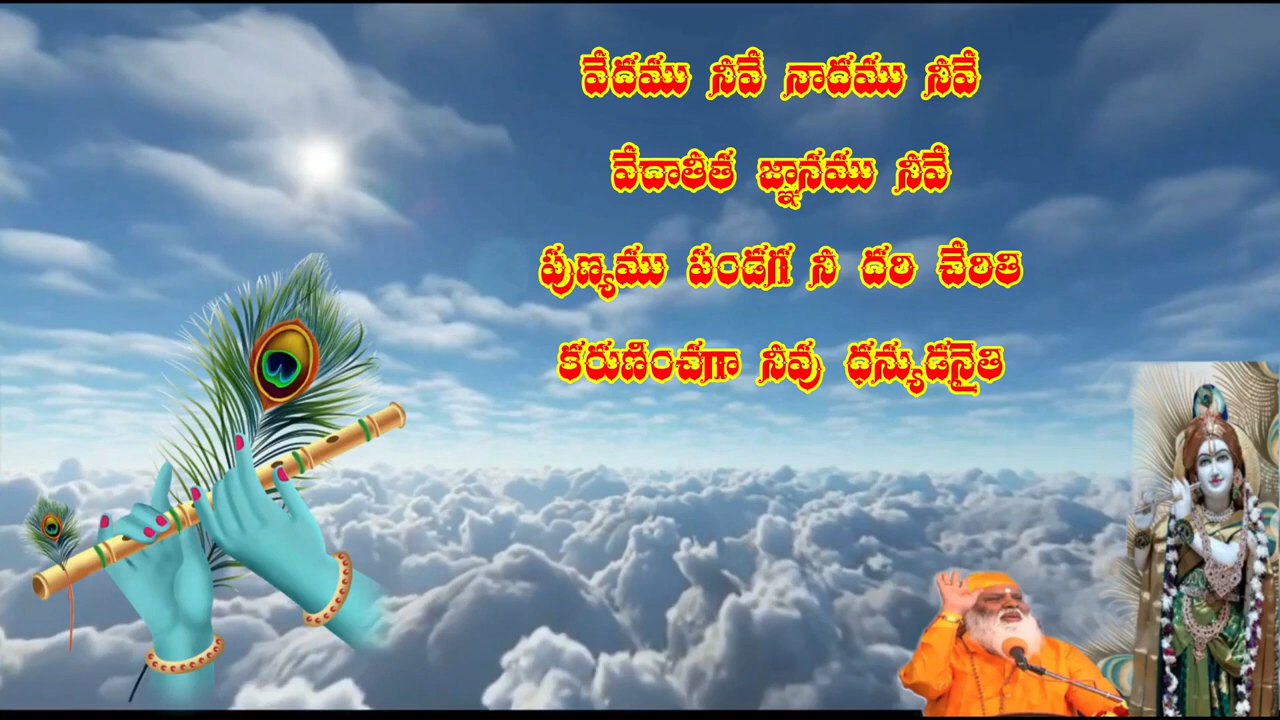 వేదము నీవే నాదము నీవే
వేదాతీత జ్ఞానము నీవే
పుణ్యము పండగ నీ దరి చేరితి
కరుణించగా నీవు ధన్యుడనైతి